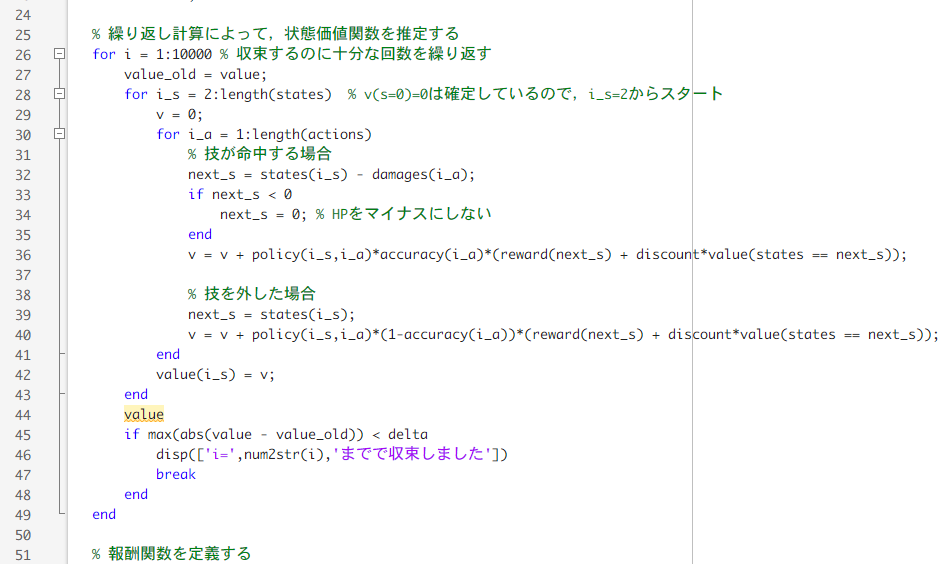 24
25 % 繰り返し計算によって，状態価値関数を推定する
26 for i = 1:10000 % 収束するのに十分な回数を繰り返す
27 value_old = value;
28 for i_s = 2:length(states) % v(s=0)=0は確定しているので，i_s=2からスタート
29 v = 0;
30 for i_a = 1:length(actions)
31 % 技が命中する場合
32 next_s = states(i_s) - damages(i_a);
33 if next_s < 0
34 next_s = 0; % HPをマイナスにしない
35 end
36 v = v + policy(i_s,i_a)*accuracy(i_a)*(reward(next_s) + discount*value(states == next_s));
37
38 % 技を外した場合
39 next_s = states(i_s);
40 v = v + policy(i_s,i_a)*(1-accuracy(i_a))*(reward(next_s) + discount*value(states == next_s));
41 end
42 value(i_s) = v;
43 end
44 value
45 if max(abs(value - value_old)) < delta
46 disp(['i=',num2str(i),'までで収束しました'])
47 break
48 end
49 end
50
51 % 報酬関数を定義する